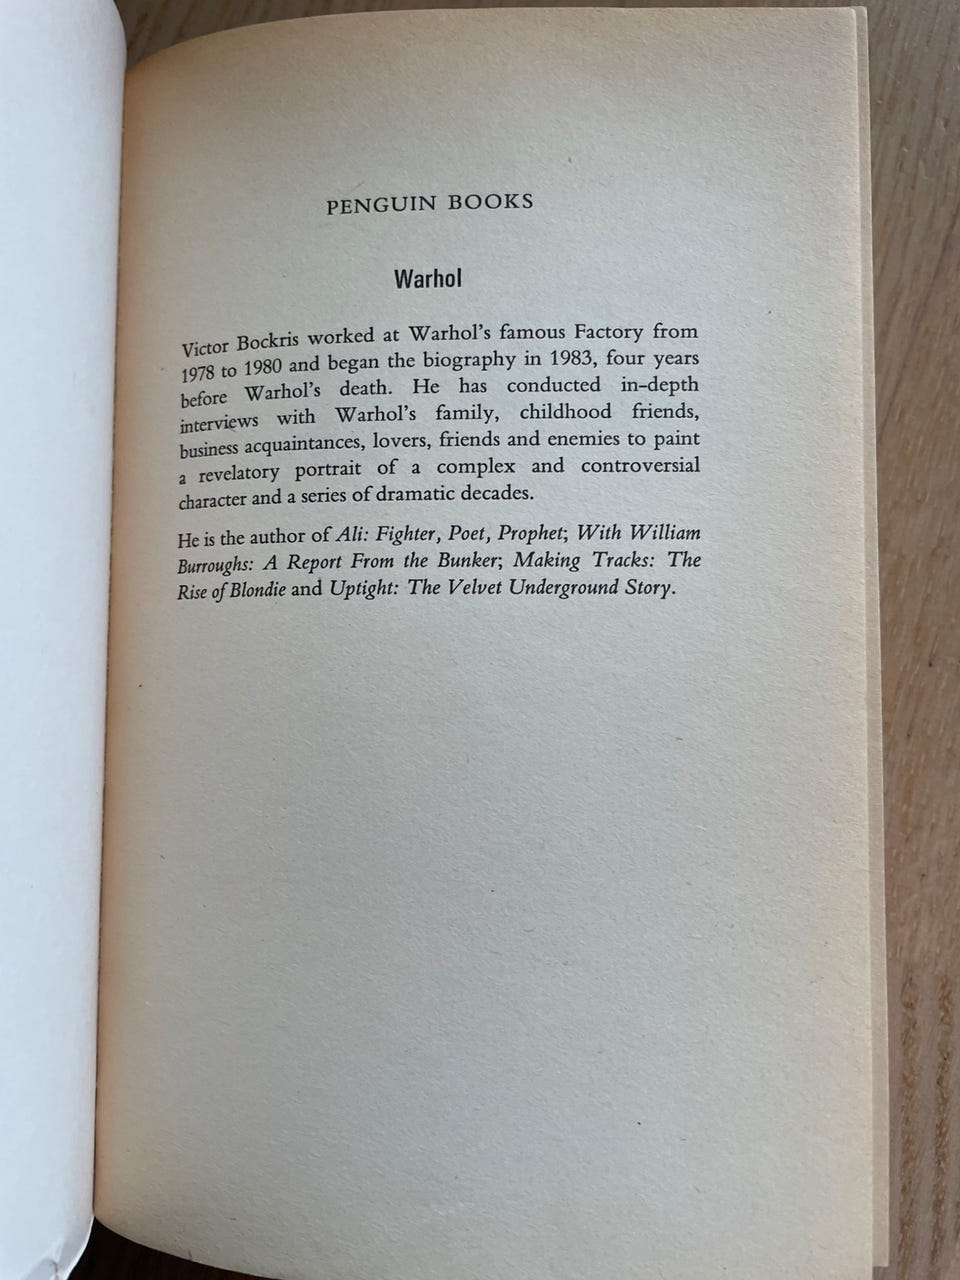 PENGUIN BOOKS
Warhol
Victor Bockris worked at Warhol's famous Factory from
1978 to 1980 and began the biography in 1983, four years
before Warhol's death. He has conducted in-depth
interviews with Warhol's family, childhood friends,
business acquaintances, lovers, friends and enemies to paint
a revelatory portrait of a complex and controversial
character and a series of dramatic decades.
He is the author of Ali: Fighter, Poet, Prophet; With William
Burroughs: A Report From the Bunker; Making Tracks: The
Rise of Blondie and Uptight: The Velvet Underground Story.